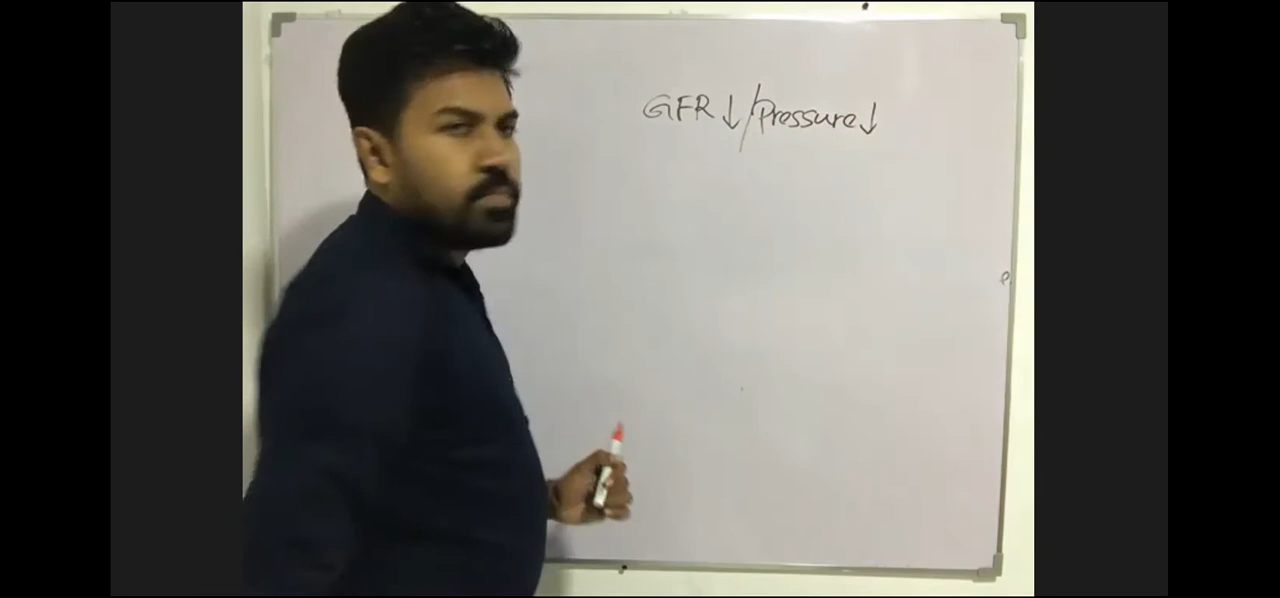 GFR ↓ / Pressure ↓
P